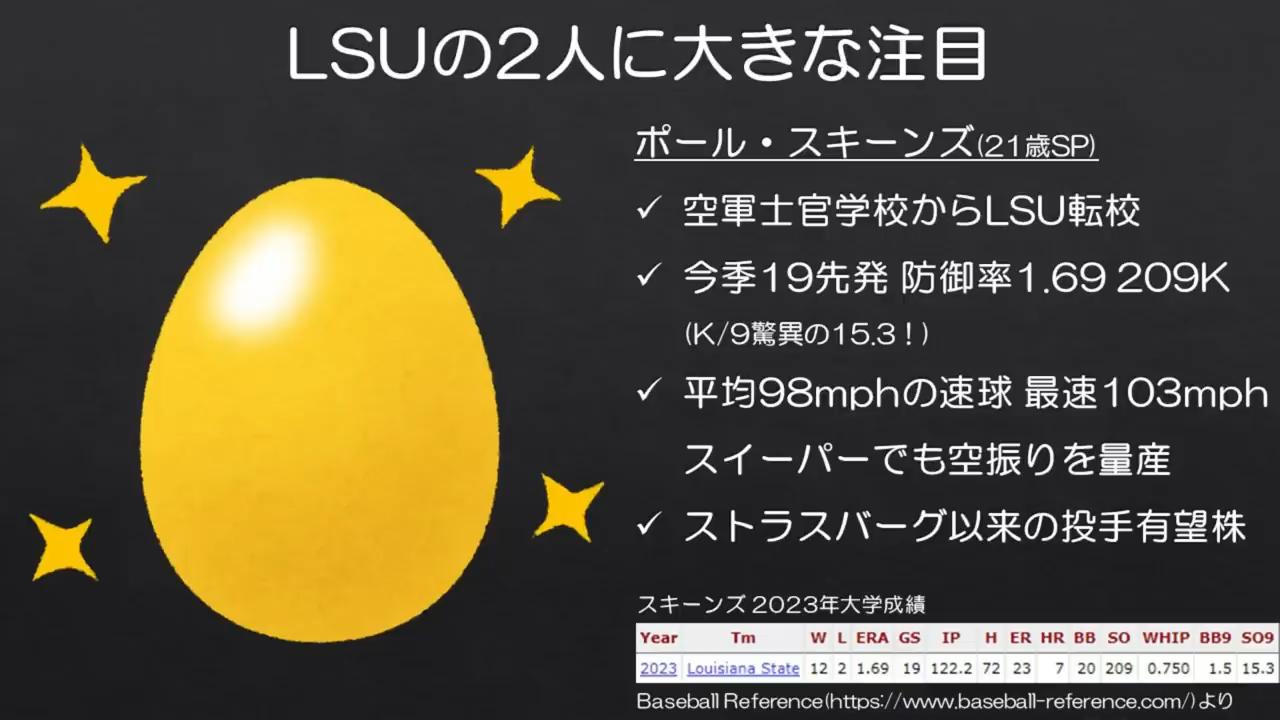 LSUの2人に大きな注目
ポール・スキーンズ(21歳SP)
✓ 空軍士官学校からLSU転校
✓ 今季19先発 防御率1.69 209K
(K/9驚異の15.3！)
✓ 平均98mphの速球 最速103mph
スイーパーでも空振りを量産
✓ ストラスバーグ以来の投手有望株
スキーンズ 2023年大学成績
Year Tm W L ERA GS IP H ER HR BB SO WHIP BB9 SO9
2023 Louisiana State 12 2 1.69 19 122.2 72 23 7 20 209 0.750 1.5 15.3
Baseball Reference(https://www.baseball-reference.com/)より